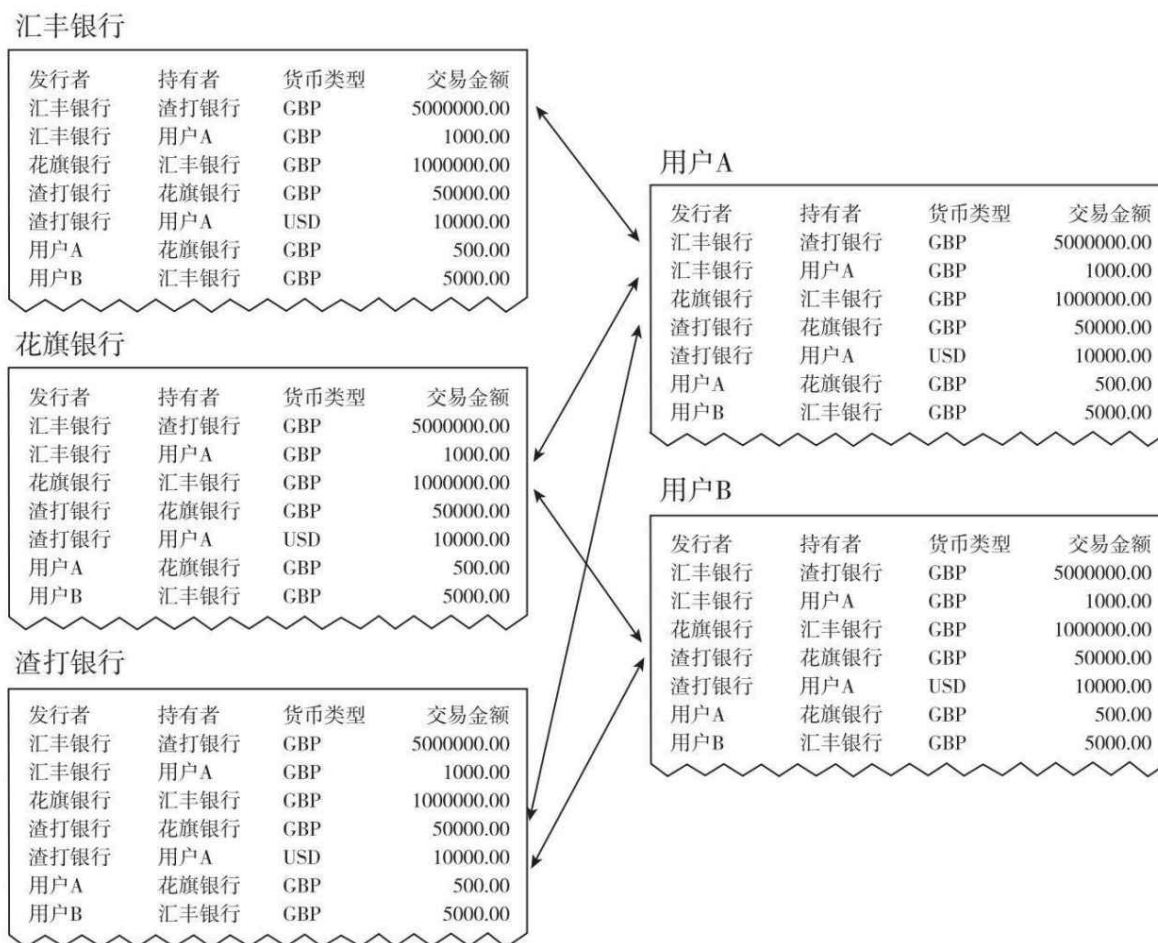 汇丰银行
发行者 持有者 货币类型 交易金额
汇丰银行 渣打银行 GBP 5000000.00
汇丰银行 用户A GBP 1000.00
花旗银行 汇丰银行 GBP 1000000.00
渣打银行 花旗银行 GBP 50000.00
渣打银行 用户A USD 10000.00
用户A 花旗银行 GBP 500.00
用户B 汇丰银行 GBP 5000.00
花旗银行
发行者 持有者 货币类型 交易金额
汇丰银行 渣打银行 GBP 5000000.00
汇丰银行 用户A GBP 1000.00
花旗银行 汇丰银行 GBP 1000000.00
渣打银行 花旗银行 GBP 50000.00
渣打银行 用户A USD 10000.00
用户A 花旗银行 GBP 500.00
用户B 汇丰银行 GBP 5000.00
渣打银行
发行者 持有者 货币类型 交易金额
汇丰银行 渣打银行 GBP 5000000.00
汇丰银行 用户A GBP 1000.00
花旗银行 汇丰银行 GBP 1000000.00
渣打银行 花旗银行 GBP 50000.00
渣打银行 用户A USD 10000.00
用户A 花旗银行 GBP 500.00
用户B 汇丰银行 GBP 5000.00
用户A
发行者 持有者 货币类型 交易金额
汇丰银行 渣打银行 GBP 5000000.00
汇丰银行 用户A GBP 1000.00
花旗银行 汇丰银行 GBP 1000000.00
渣打银行 花旗银行 GBP 50000.00
渣打银行 用户A USD 10000.00
用户A 花旗银行 GBP 500.00
用户B 汇丰银行 GBP 5000.00
用户B
发行者 持有者 货币类型 交易金额
汇丰银行 渣打银行 GBP 5000000.00
汇丰银行 用户A GBP 1000.00
花旗银行 汇丰银行 GBP 1000000.00
渣打银行 花旗银行 GBP 50000.00
渣打银行 用户A USD 10000.00
用户A 花旗银行 GBP 500.00
用户B 汇丰银行 GBP 5000.00